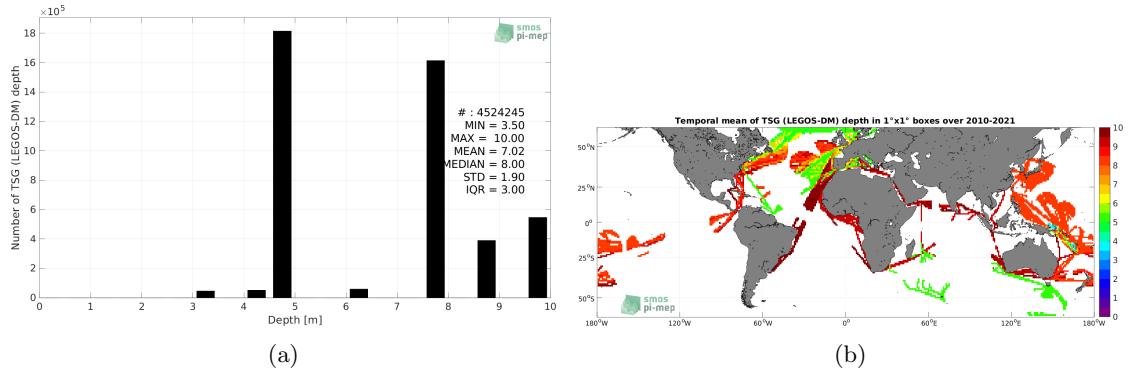 ×10⁵
18
16
14
12
10
8
6
4
2
0
Number of TSG (LEGOS-DM) depth
smos
pi-mep
# : 4524245
MIN = 3.50
MAX = 10.00
MEAN = 7.02
MEDIAN = 8.00
STD = 1.90
IQR = 3.00
1 2 3 4 5 6 7 8 9 10
Depth [m]
(a)
Temporal mean of TSG (LEGOS-DM) depth in 1°x1° boxes over 2010-2021
50°N
25°N
0°
25°S
50°S
180°W 120°W 60°W 0° 60°E 120°E 180°W
smos
pi-mep
10
9
8
7
6
5
4
3
2
1
0
(b)